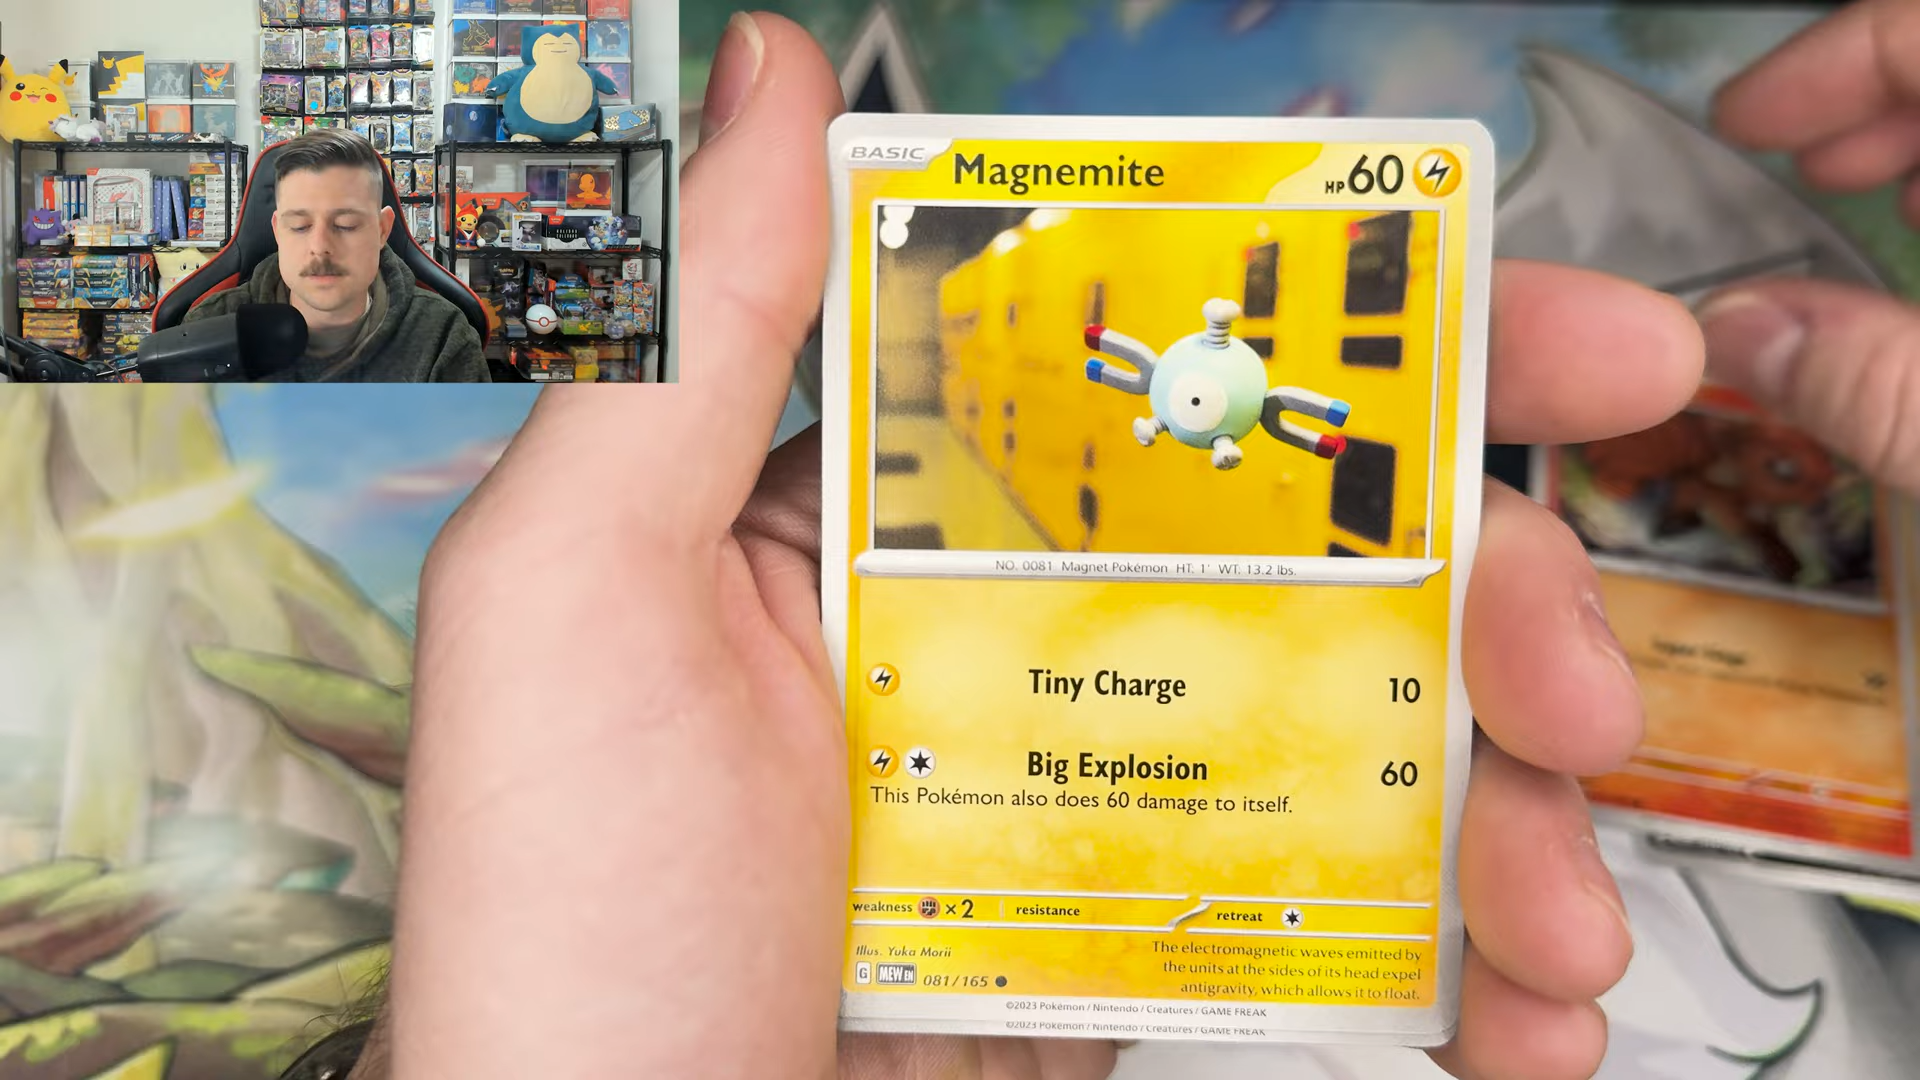 BASIC
Magnemite
HP 60
NO. 0081 Magnet Pokémon HT: 1' WT: 13.2 lbs.
Tiny Charge 10
Big Explosion 60
This Pokémon also does 60 damage to itself.
weakness ×2 resistance retreat
Illus. Yuka Morii
The electromagnetic waves emitted by
the units at the sides of its head expel
antigravity, which allows it to float.
G MEW EN 081/165
©2023 Pokémon / Nintendo / Creatures / GAME FREAK
©2023 Pokémon / Nintendo / Creatures / GAME FREAK